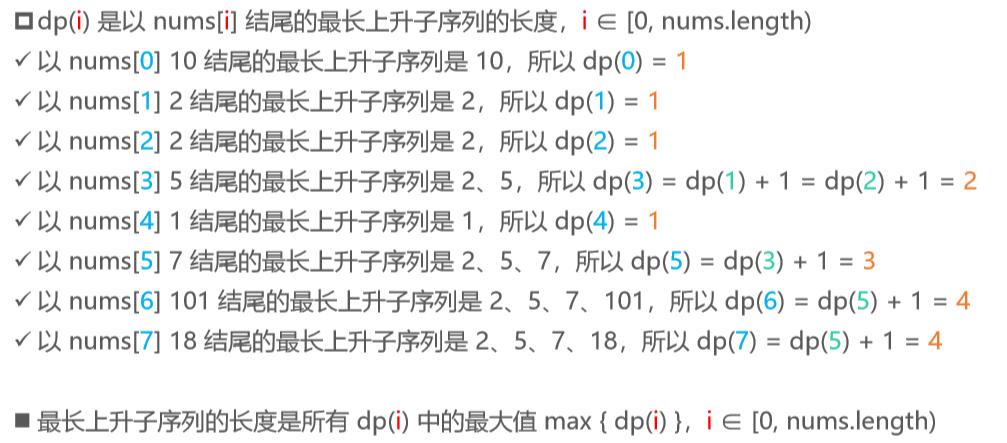 dp(i) 是以 nums[i] 结尾的最长上升子序列的长度，i ∈ [0, nums.length)
✓ 以 nums[0] 10 结尾的最长上升子序列是 10，所以 dp(0) = 1
✓ 以 nums[1] 2 结尾的最长上升子序列是 2，所以 dp(1) = 1
✓ 以 nums[2] 2 结尾的最长上升子序列是 2，所以 dp(2) = 1
✓ 以 nums[3] 5 结尾的最长上升子序列是 2、5，所以 dp(3) = dp(1) + 1 = dp(2) + 1 = 2
✓ 以 nums[4] 1 结尾的最长上升子序列是 1，所以 dp(4) = 1
✓ 以 nums[5] 7 结尾的最长上升子序列是 2、5、7，所以 dp(5) = dp(3) + 1 = 3
✓ 以 nums[6] 101 结尾的最长上升子序列是 2、5、7、101，所以 dp(6) = dp(5) + 1 = 4
✓ 以 nums[7] 18 结尾的最长上升子序列是 2、5、7、18，所以 dp(7) = dp(5) + 1 = 4
■ 最长上升子序列的长度是所有 dp(i) 中的最大值 max { dp(i) }，i ∈ [0, nums.length)